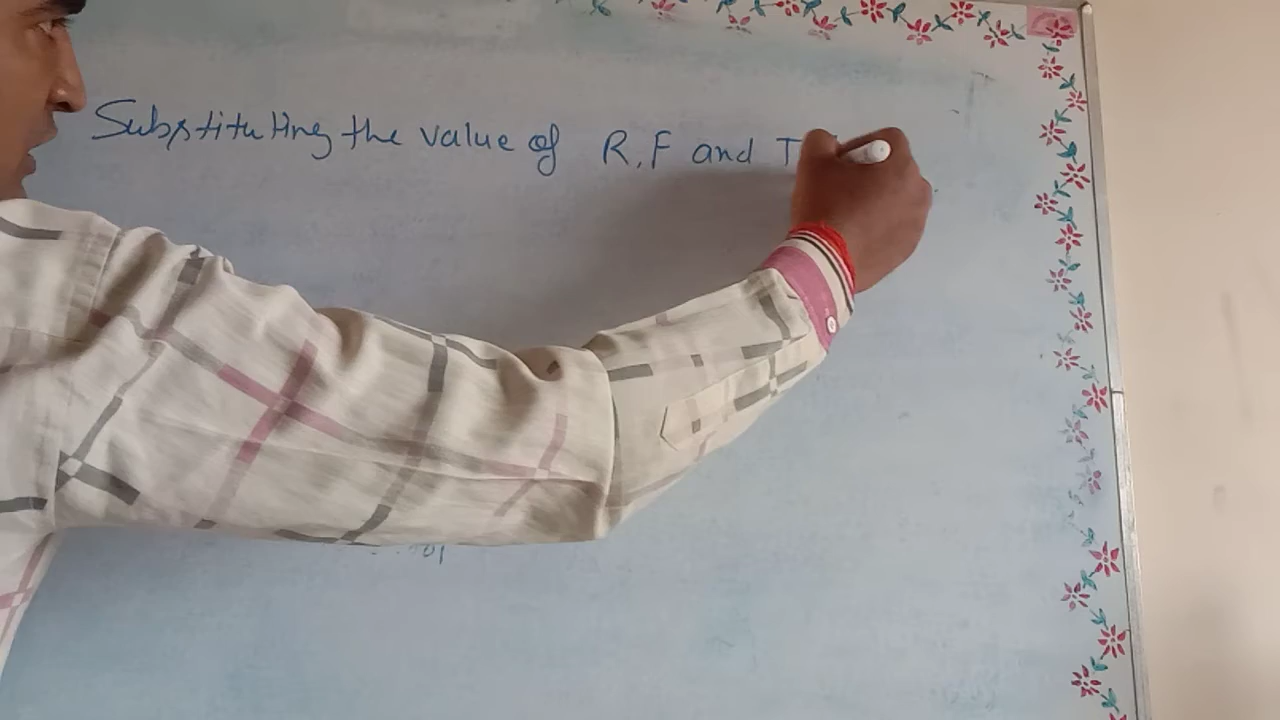 Substituting the value of R, F and T